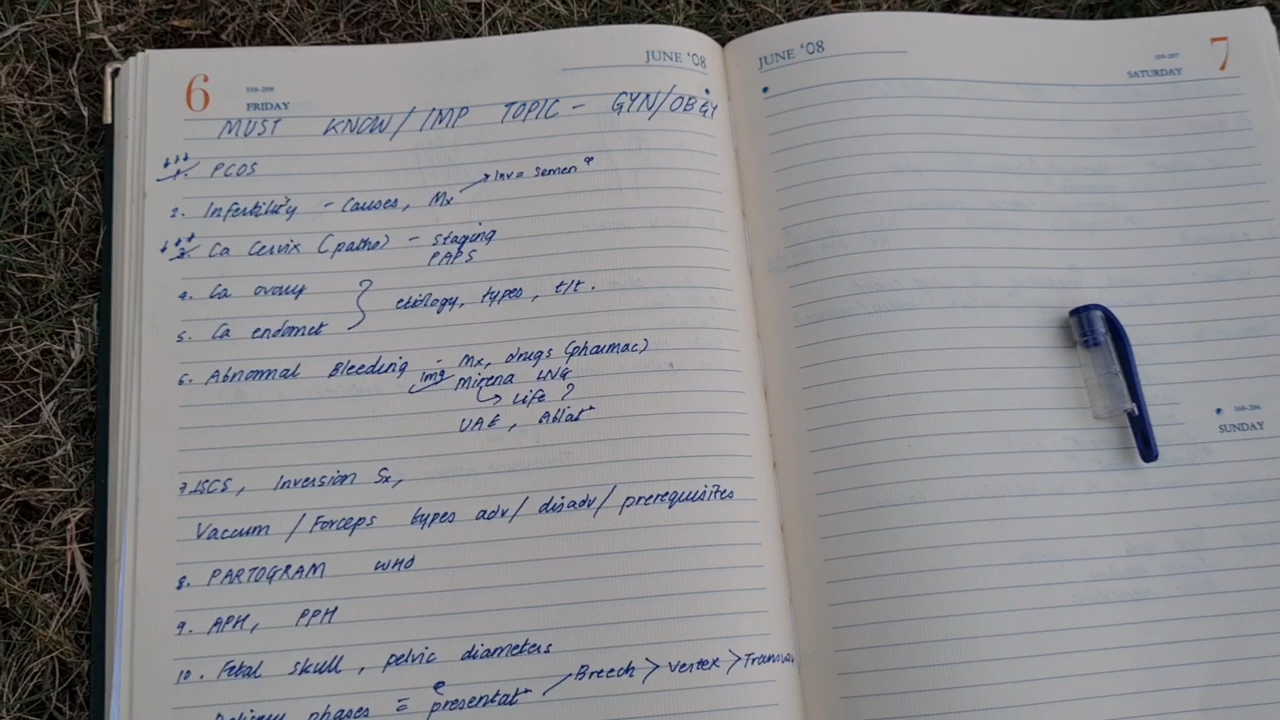 6
FRIDAY
JUNE '08
MUST KNOW/IMP TOPIC - GYN/OBGY
1. PCOS
2. Infertility - Causes, Mx → Inv = Semen
3. Ca Cervix (patho) - Staging
PAPS
4. Ca ovary
5. Ca endomet } etiology, types, t/t.
6. Abnormal Bleeding - Mx, drugs (pharmac)
Img mirena LNG
↳ Life ?
UAE, Ablat
7. LSCS, Inversion Sx,
Vaccum / Forceps types adv/ disadv/ prerequisites
8. PARTOGRAM WHO
9. APH, PPH
10. Fetal skull, pelvic diameters
Delivery phases = presentat Breech > vertex >
JUNE '08
SATURDAY
7
SUNDAY